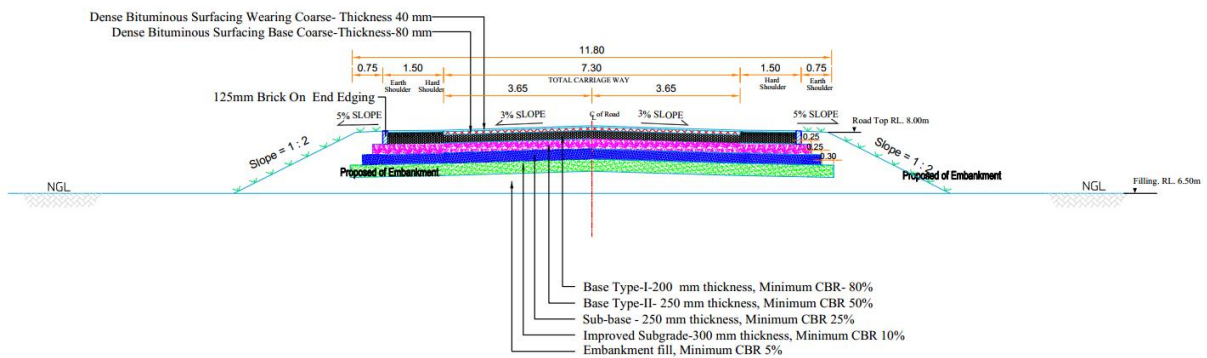 Dense Bituminous Surfacing Wearing Coarse- Thickness 40 mm
Dense Bituminous Surfacing Base Coarse-Thickness-80 mm
11.80
0.75 1.50 7.30 1.50 0.75
Earth Shoulder
Hard Shoulder
TOTAL CARRIAGE WAY
Hard Shoulder
Earth Shoulder
3.65 3.65
125mm Brick On End Edging
5% SLOPE
3% SLOPE
℄ of Road
3% SLOPE
5% SLOPE
Road Top RL. 8.00m
Slope = 1 : 2
0.25
0.25
0.30
Slope = 1 : 2
Proposed of Embankment
Proposed of Embankment
NGL
NGL
Filling. RL. 6.50m
Base Type-I-200 mm thickness, Minimum CBR- 80%
Base Type-II- 250 mm thickness, Minimum CBR 50%
Sub-base - 250 mm thickness, Minimum CBR 25%
Improved Subgrade-300 mm thickness, Minimum CBR 10%
Embankment fill, Minimum CBR 5%